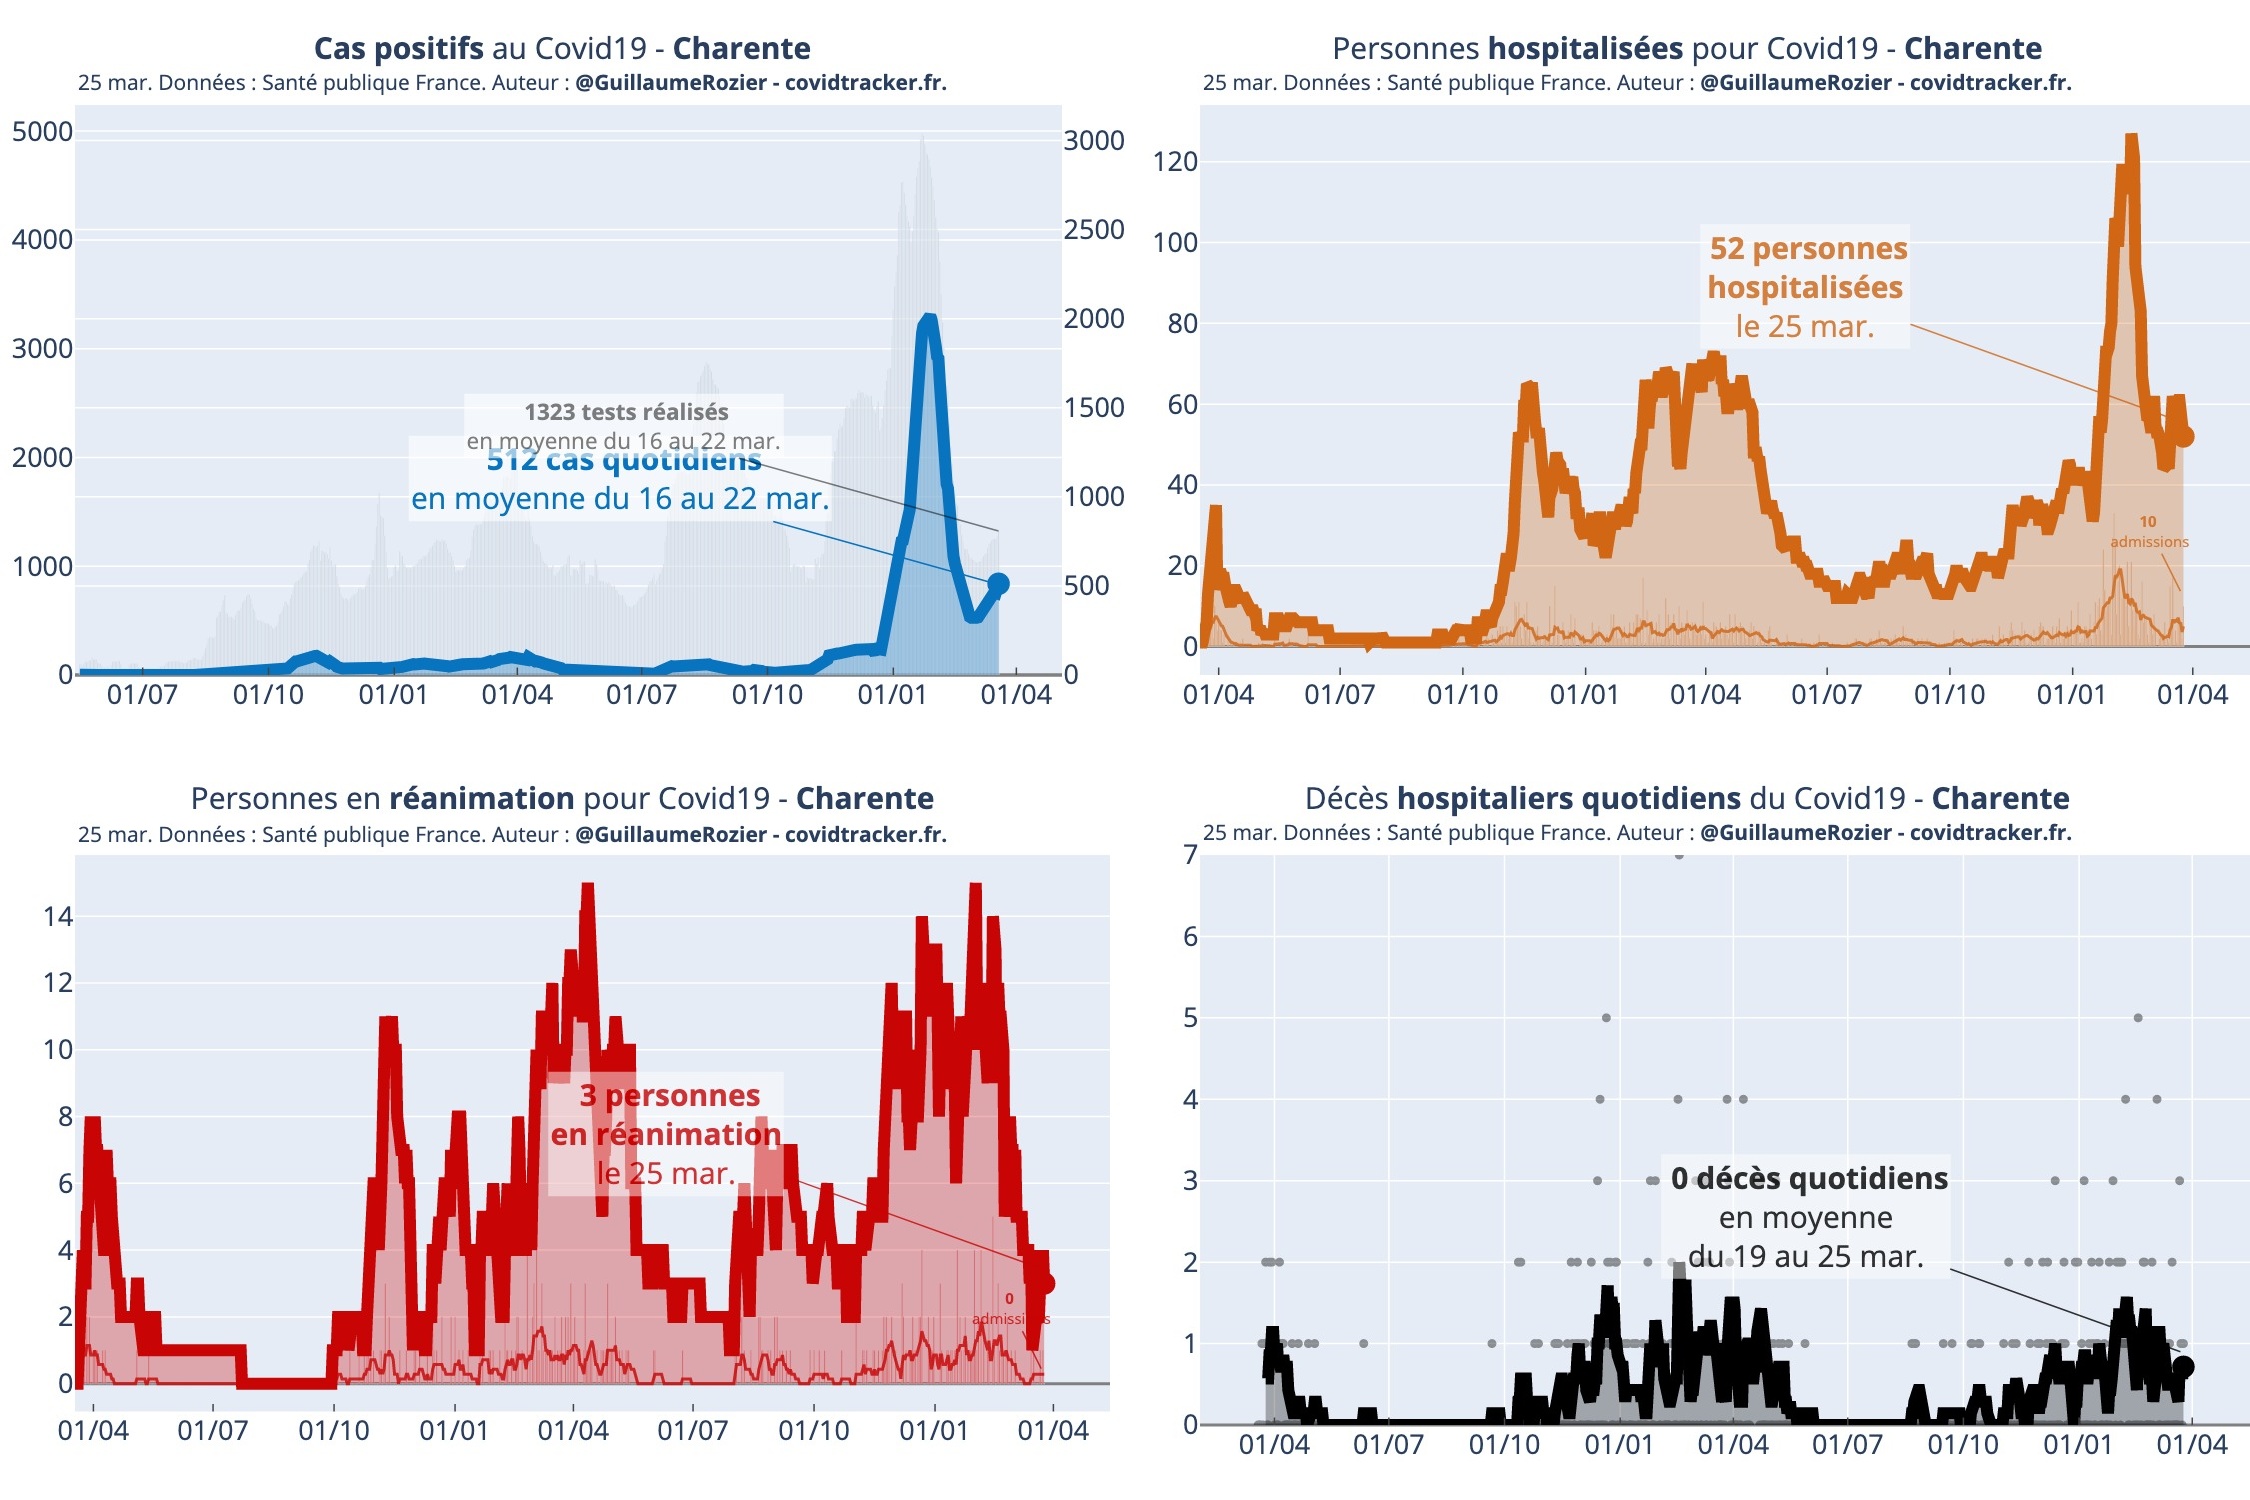 Cas positifs au Covid19 - Charente
25 mar. Données : Santé publique France. Auteur : @GuillaumeRozier - covidtracker.fr.
5000
4000
3000
2000
1000
0
3000
2500
2000
1500
1000
500
0
1323 tests réalisés
en moyenne du 16 au 22 mar.
512 cas quotidiens
en moyenne du 16 au 22 mar.
01/07 01/10 01/01 01/04 01/07 01/10 01/01 01/04
Personnes hospitalisées pour Covid19 - Charente
25 mar. Données : Santé publique France. Auteur : @GuillaumeRozier - covidtracker.fr.
120
100
80
60
40
20
0
52 personnes
hospitalisées
le 25 mar.
10
admissions
01/04 01/07 01/10 01/01 01/04 01/07 01/10 01/01 01/04
Personnes en réanimation pour Covid19 - Charente
25 mar. Données : Santé publique France. Auteur : @GuillaumeRozier - covidtracker.fr.
14
12
10
8
6
4
2
0
3 personnes
en réanimation
le 25 mar.
0
admissions
01/04 01/07 01/10 01/01 01/04 01/07 01/10 01/01 01/04
Décès hospitaliers quotidiens du Covid19 - Charente
25 mar. Données : Santé publique France. Auteur : @GuillaumeRozier - covidtracker.fr.
7
6
5
4
3
2
1
0
0 décès quotidiens
en moyenne
du 19 au 25 mar.
01/04 01/07 01/10 01/01 01/04 01/07 01/10 01/01 01/04